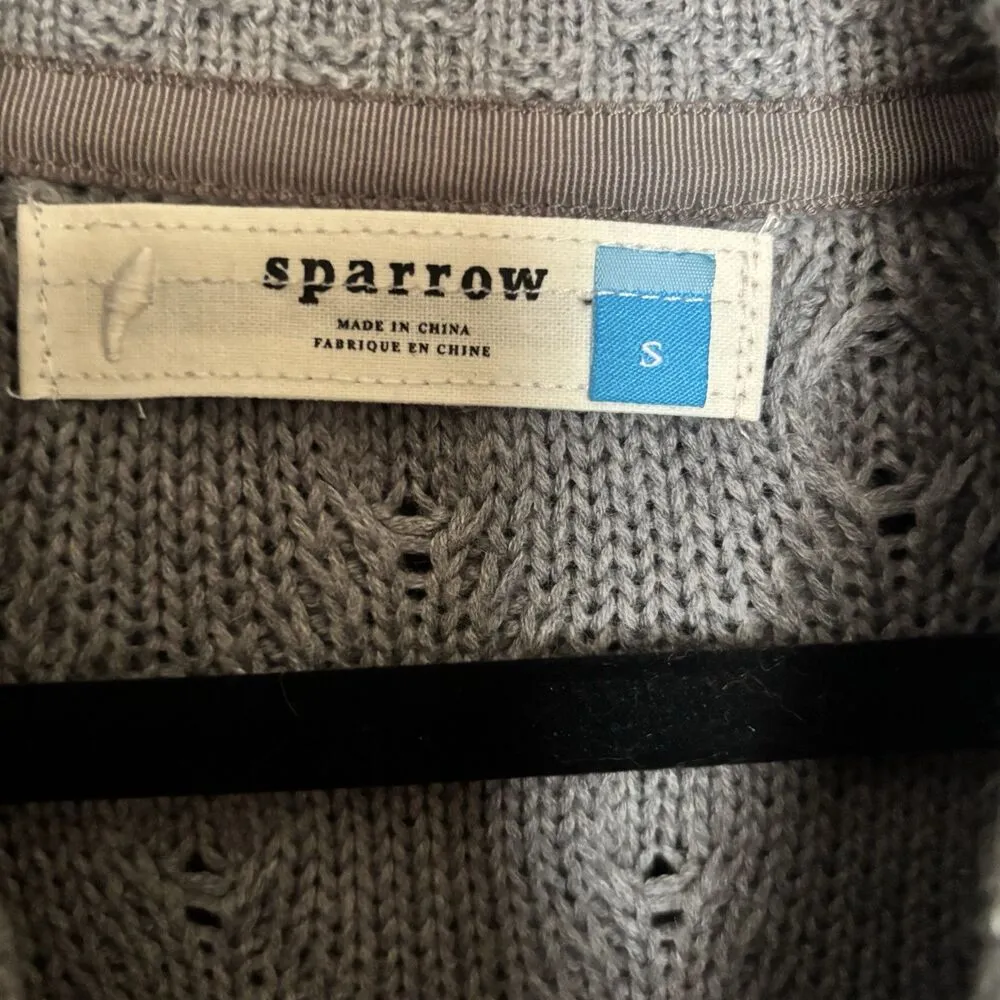 sparrow
MADE IN CHINA
FABRIQUE EN CHINE
S